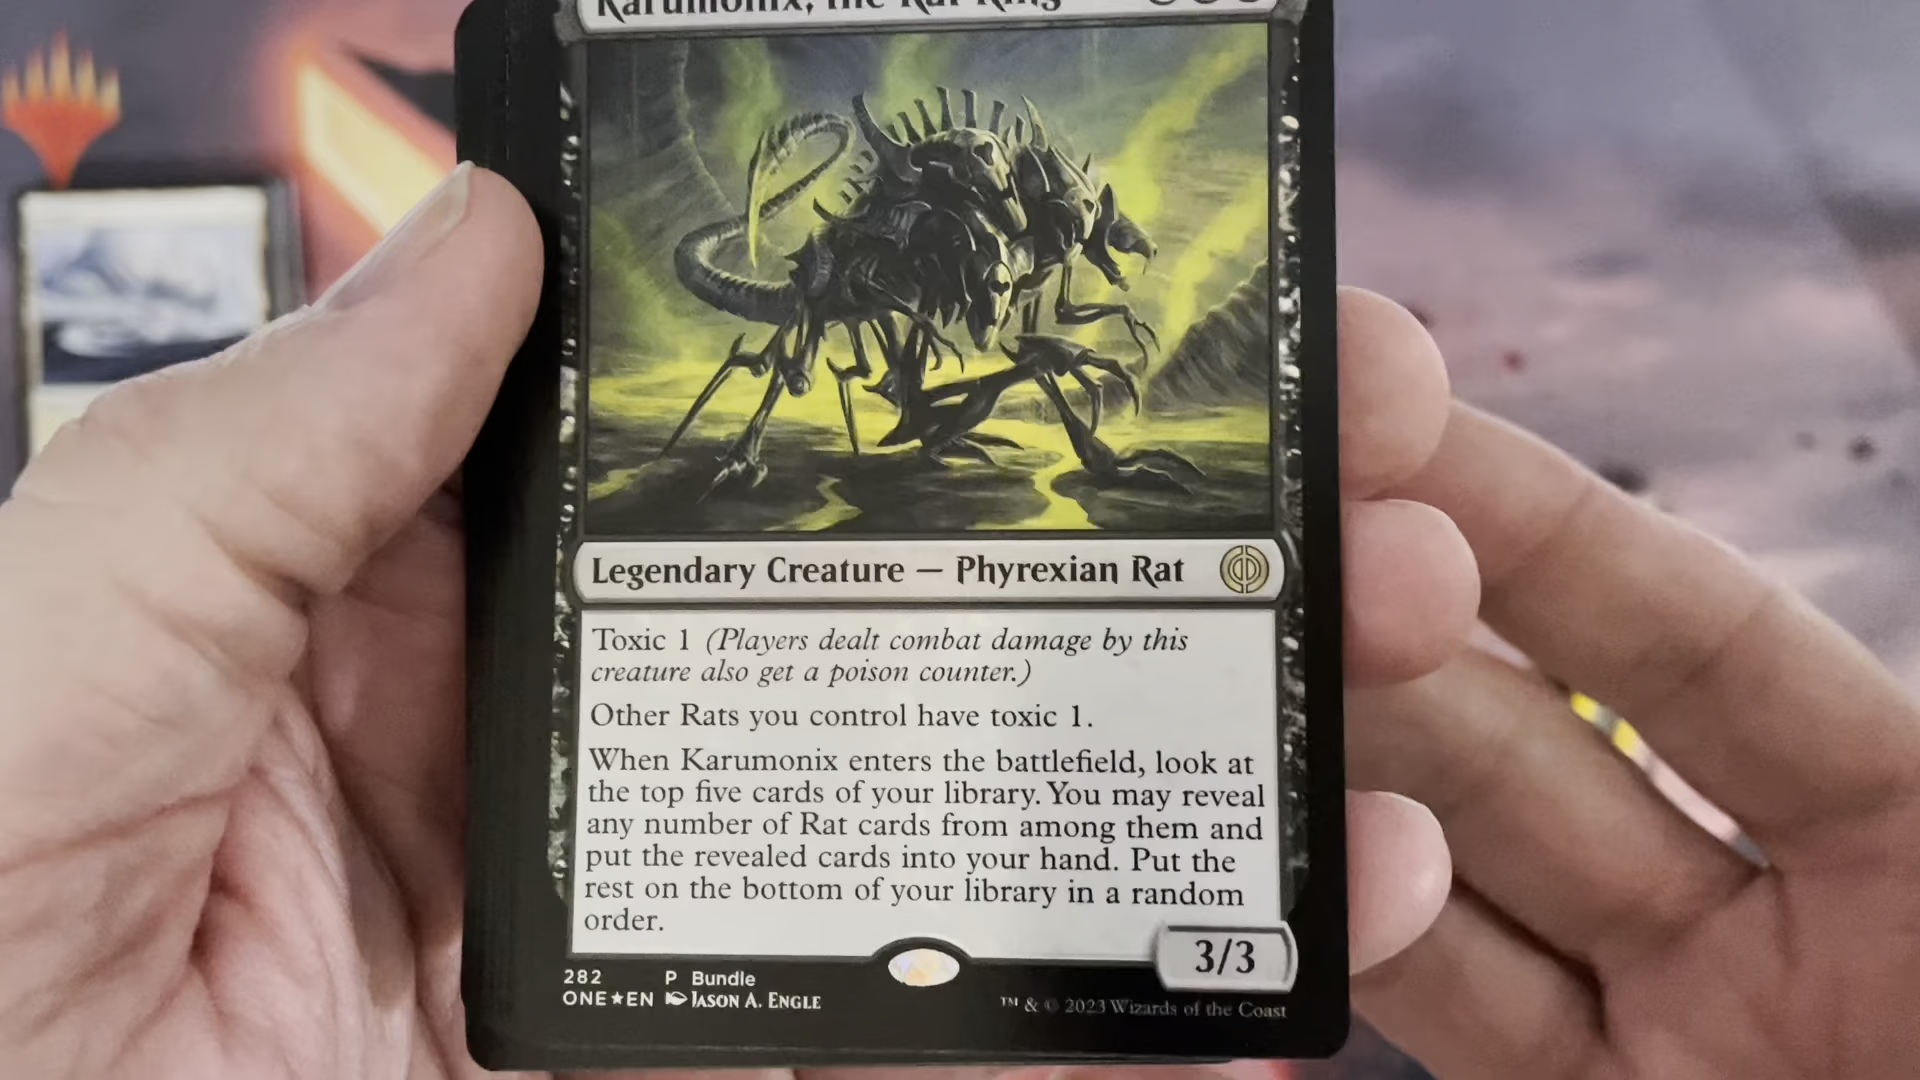 Karumonix, the Rat King
Legendary Creature — Phyrexian Rat
Toxic 1 (Players dealt combat damage by this
creature also get a poison counter.)
Other Rats you control have toxic 1.
When Karumonix enters the battlefield, look at
the top five cards of your library. You may reveal
any number of Rat cards from among them and
put the revealed cards into your hand. Put the
rest on the bottom of your library in a random
order.
3/3
282 P Bundle
ONE★EN JASON A. ENGLE
™ & © 2023 Wizards of the Coast